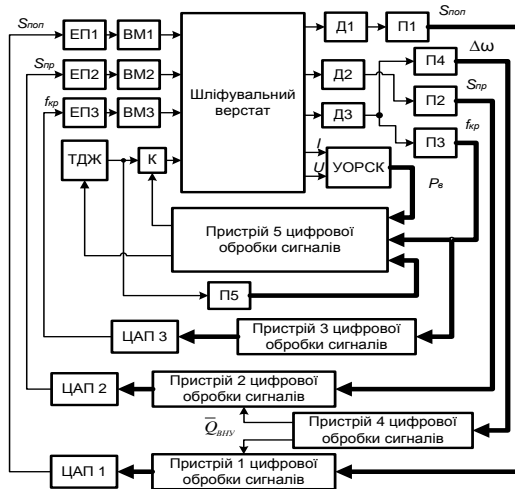 Sпоп
ЕП1
ВМ1
Д1
П1
Sпоп
Sпр
ЕП2
ВМ2
Шліфувальний
верстат
Д2
П4
Δω
П2
Sпр
fкр
ЕП3
ВМ3
Д3
П3
fкр
ТДЖ
К
I
U
УОРСК
Pв
Пристрій 5 цифрової
обробки сигналів
П5
ЦАП 3
Пристрій 3 цифрової
обробки сигналів
ЦАП 2
Пристрій 2 цифрової
обробки сигналів
Q̅ВНУ
Пристрій 4 цифрової
обробки сигналів
ЦАП 1
Пристрій 1 цифрової
обробки сигналів